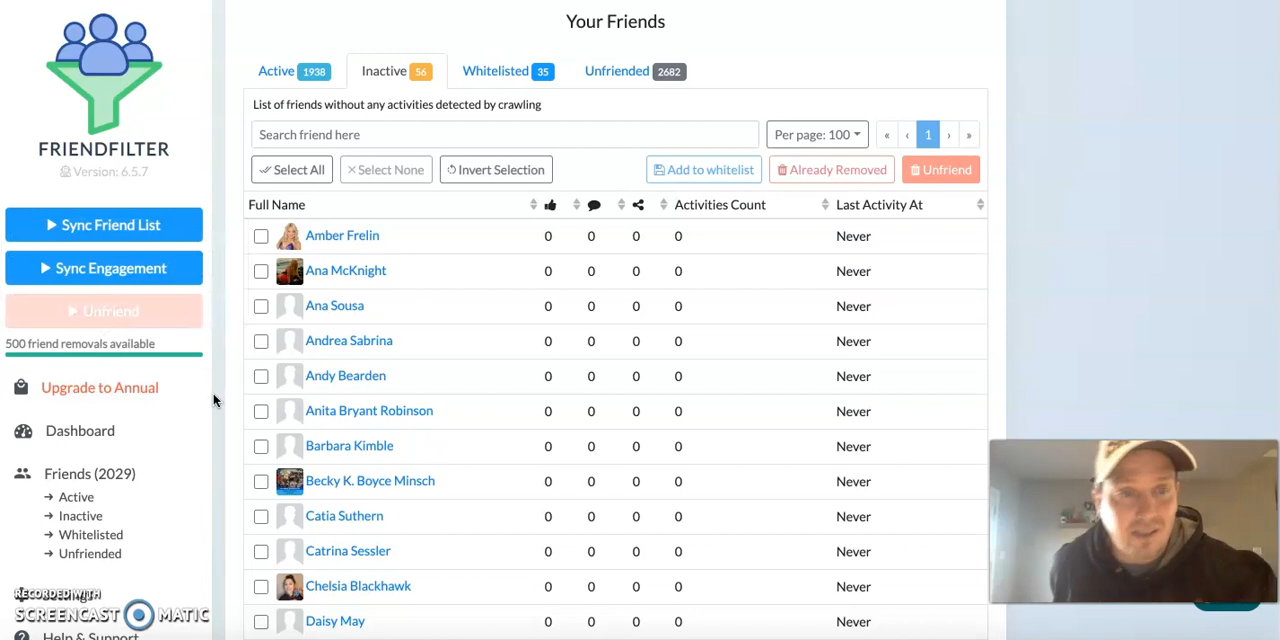 Your Friends
Active 1938 Inactive 56 Whitelisted 35 Unfriended 2682
List of friends without any activities detected by crawling
Search friend here Per page: 100 « ‹ 1 › »
Select All Select None Invert Selection Add to whitelist Already Removed Unfriend
Full Name Activities Count Last Activity At
Amber Frelin 0 0 0 0 Never
Ana McKnight 0 0 0 0 Never
Ana Sousa 0 0 0 0 Never
Andrea Sabrina 0 0 0 0 Never
Andy Bearden 0 0 0 0 Never
Anita Bryant Robinson 0 0 0 0 Never
Barbara Kimble 0 0 0 0 Never
Becky K. Boyce Minsch 0 0 0 0 Never
Catia Suthern 0 0 0 0 Never
Catrina Sessler 0 0 0 0 Never
Chelsia Blackhawk 0 0 0 0 Never
Daisy May 0 0 0 0 Never
FRIENDFILTER
Version: 6.5.7
Sync Friend List
Sync Engagement
Unfriend
500 friend removals available
Upgrade to Annual
Dashboard
Friends (2029)
→ Active
→ Inactive
→ Whitelisted
→ Unfriended
RECORDED WITH
SCREENCAST MATIC
Help & Support